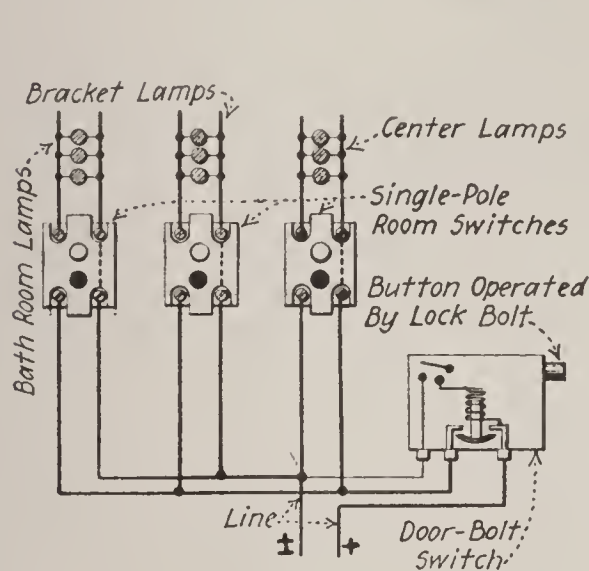 Bracket Lamps
Center Lamps
Bath Room Lamps
Single-Pole
Room Switches
Button Operated
By Lock Bolt
Line
± +
Door-Bolt
Switch